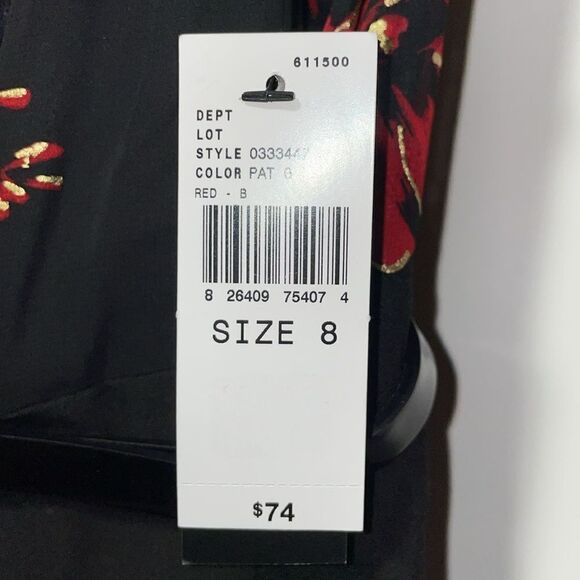 611500
DEPT
LOT
STYLE 033344
COLOR PAT G
RED - B
8 26409 75407 4
SIZE 8
$74